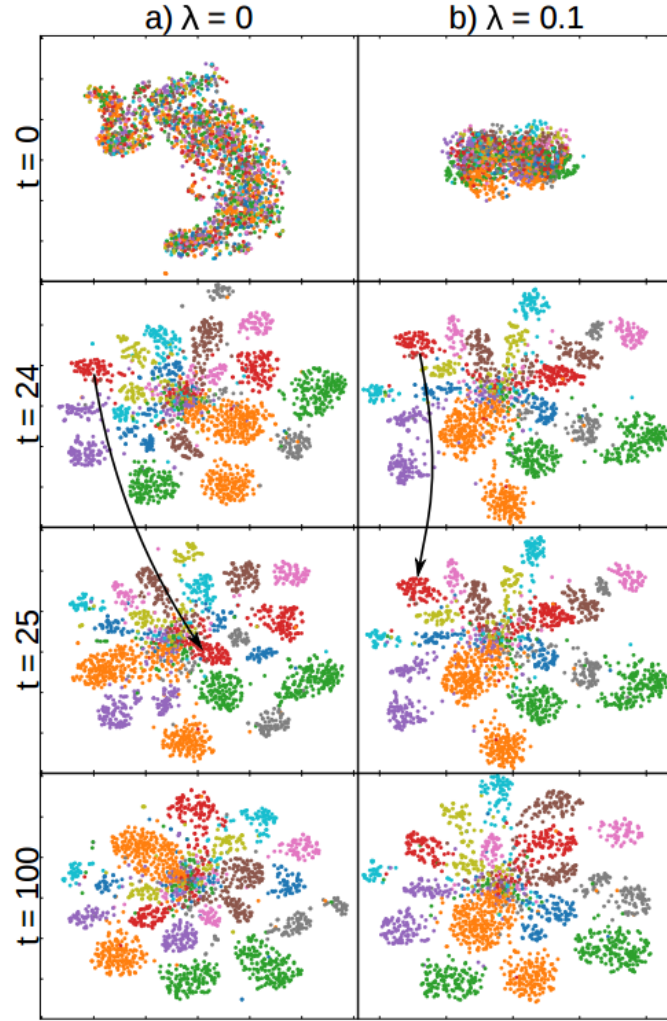 a) λ = 0
b) λ = 0.1
t = 0
t = 24
t = 25
t = 100